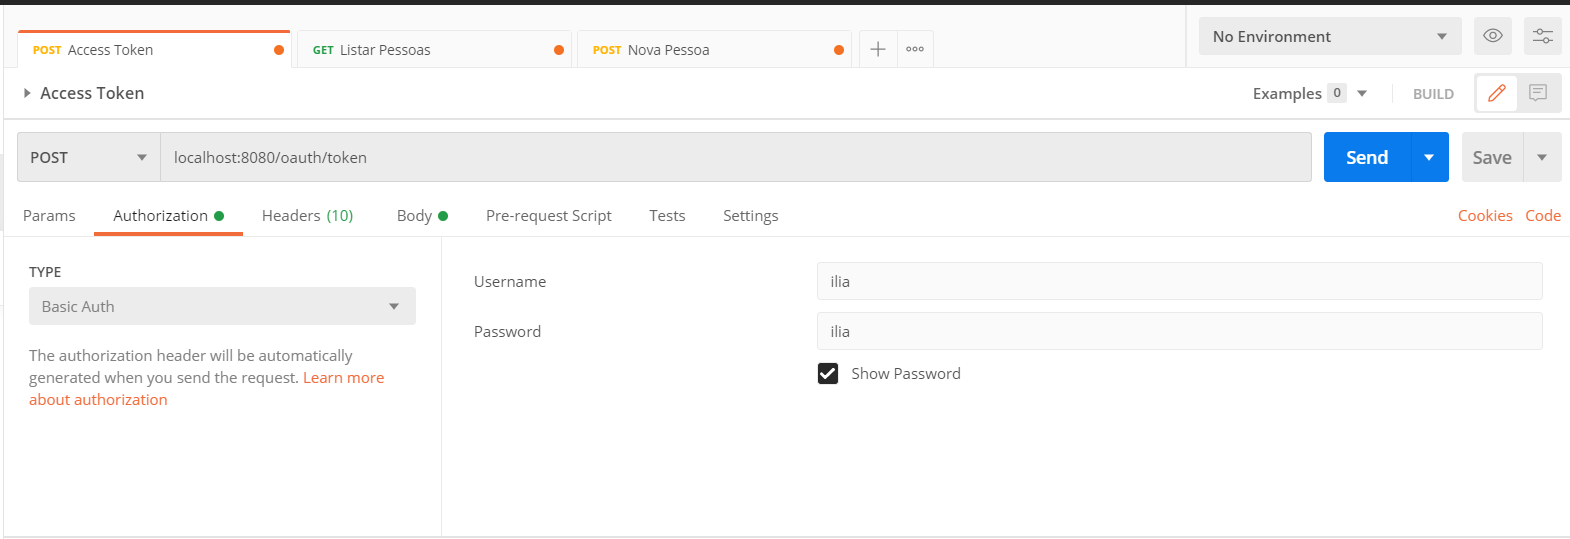 POST Access Token
GET Listar Pessoas
POST Nova Pessoa
No Environment
Access Token
Examples 0
BUILD
POST
localhost:8080/oauth/token
Send
Save
Params
Authorization
Headers (10)
Body
Pre-request Script
Tests
Settings
Cookies
Code
TYPE
Basic Auth
The authorization header will be automatically
generated when you send the request. Learn more
about authorization
Username
ilia
Password
ilia
Show Password